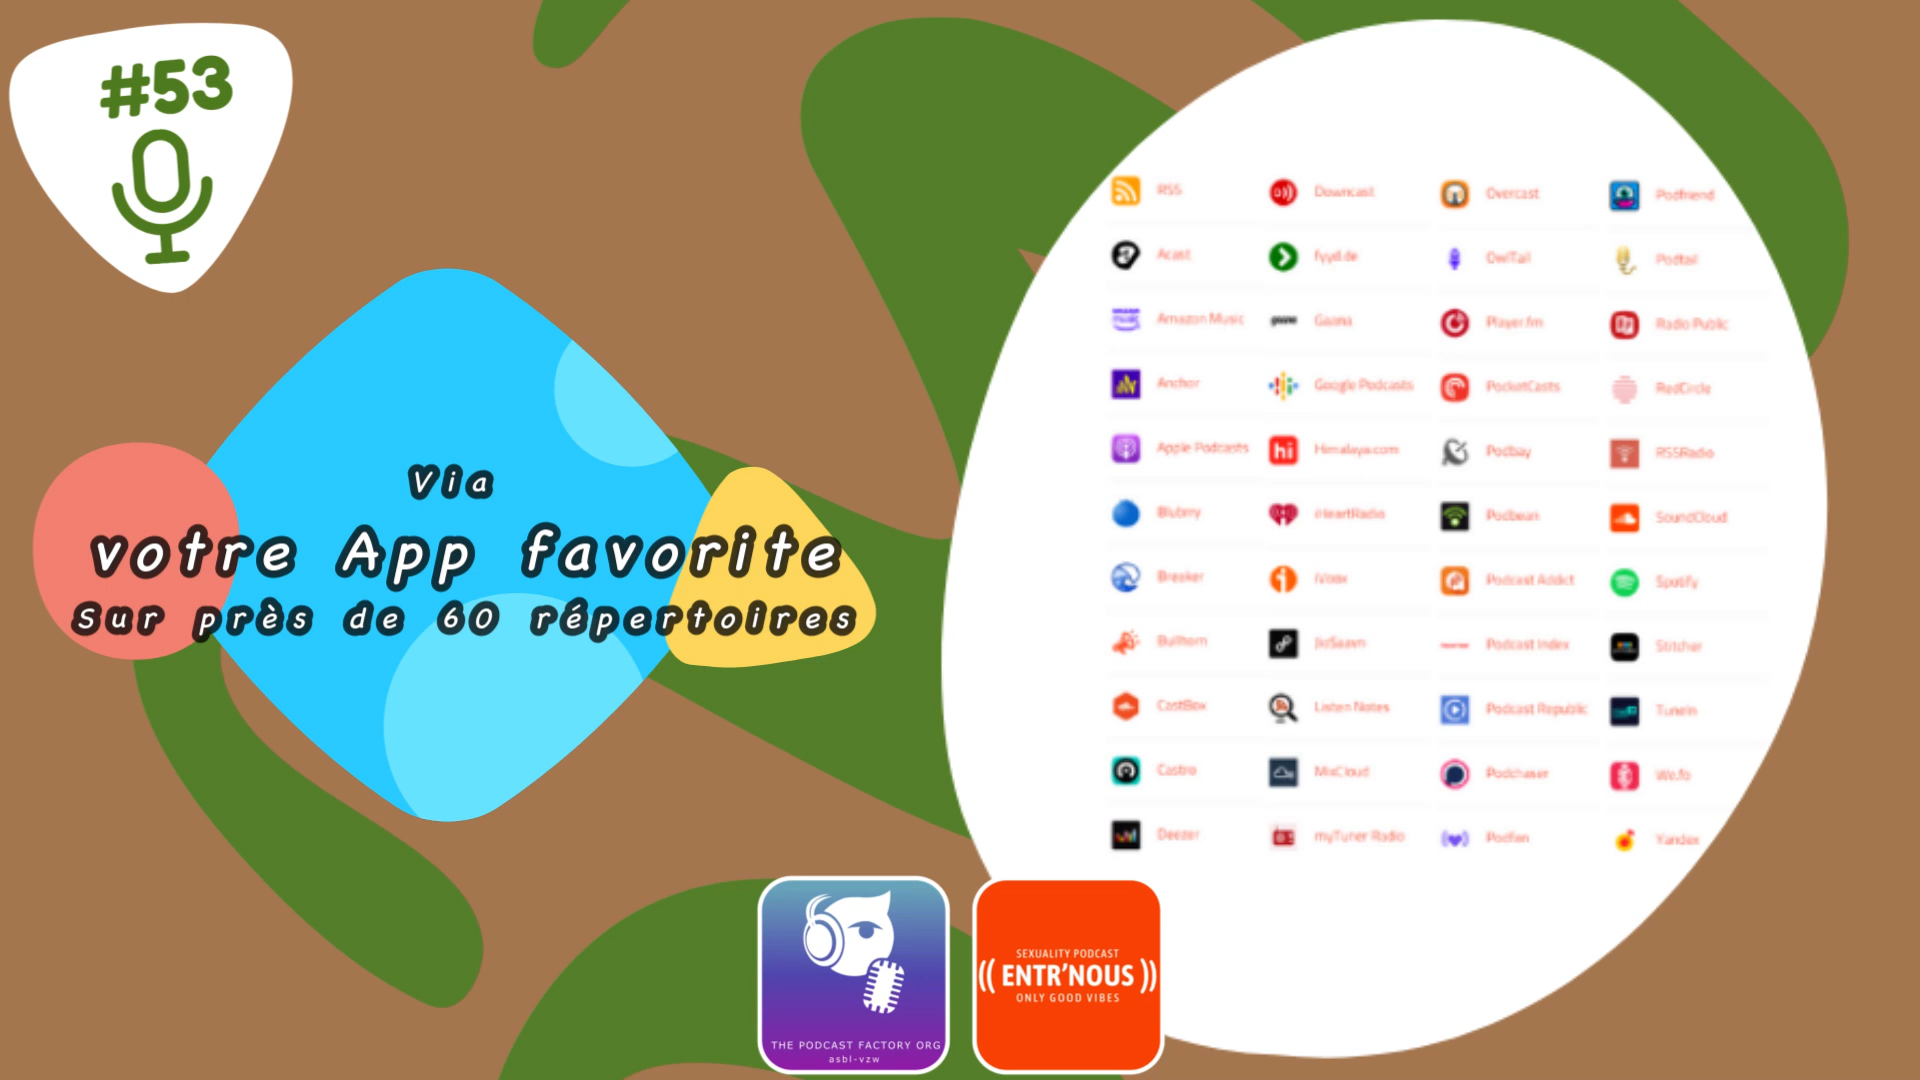 #53
Via
votre App favorite
Sur près de 60 répertoires
RSS
Downcast
Overcast
Podfriend
Acast
fyyd.de
OwlTail
Podtail
Amazon Music
Gaana
Player.fm
Radio Public
Anchor
Google Podcasts
PocketCasts
RedCircle
Apple Podcasts
hi
Himalaya.com
Podbay
RSSRadio
Blubrry
iHeartRadio
Podbean
SoundCloud
Breaker
iVoox
Podcast Addict
Spotify
Bullhorn
JioSaavn
Podcast Index
Stitcher
CastBox
Listen Notes
Podcast Republic
TuneIn
Castro
MixCloud
Podchaser
We.fo
Deezer
myTuner Radio
Podfan
Yandex
THE PODCAST FACTORY ORG
asbl-vzw
SEXUALITY PODCAST
(( ENTR'NOUS ))
ONLY GOOD VIBES